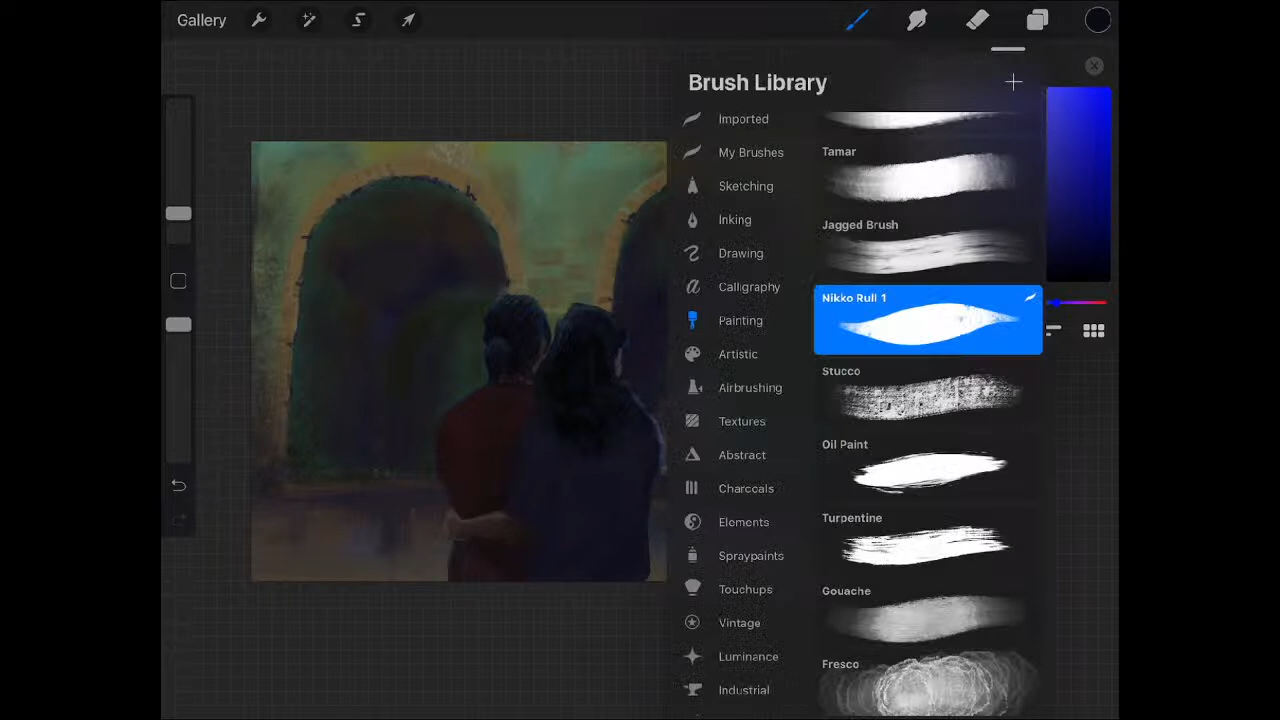 Gallery
Brush Library
Imported
My Brushes
Sketching
Inking
Drawing
Calligraphy
Painting
Artistic
Airbrushing
Textures
Abstract
Charcoals
Elements
Spraypaints
Touchups
Vintage
Luminance
Industrial
Tamar
Jagged Brush
Nikko Rull 1
Stucco
Oil Paint
Turpentine
Gouache
Fresco